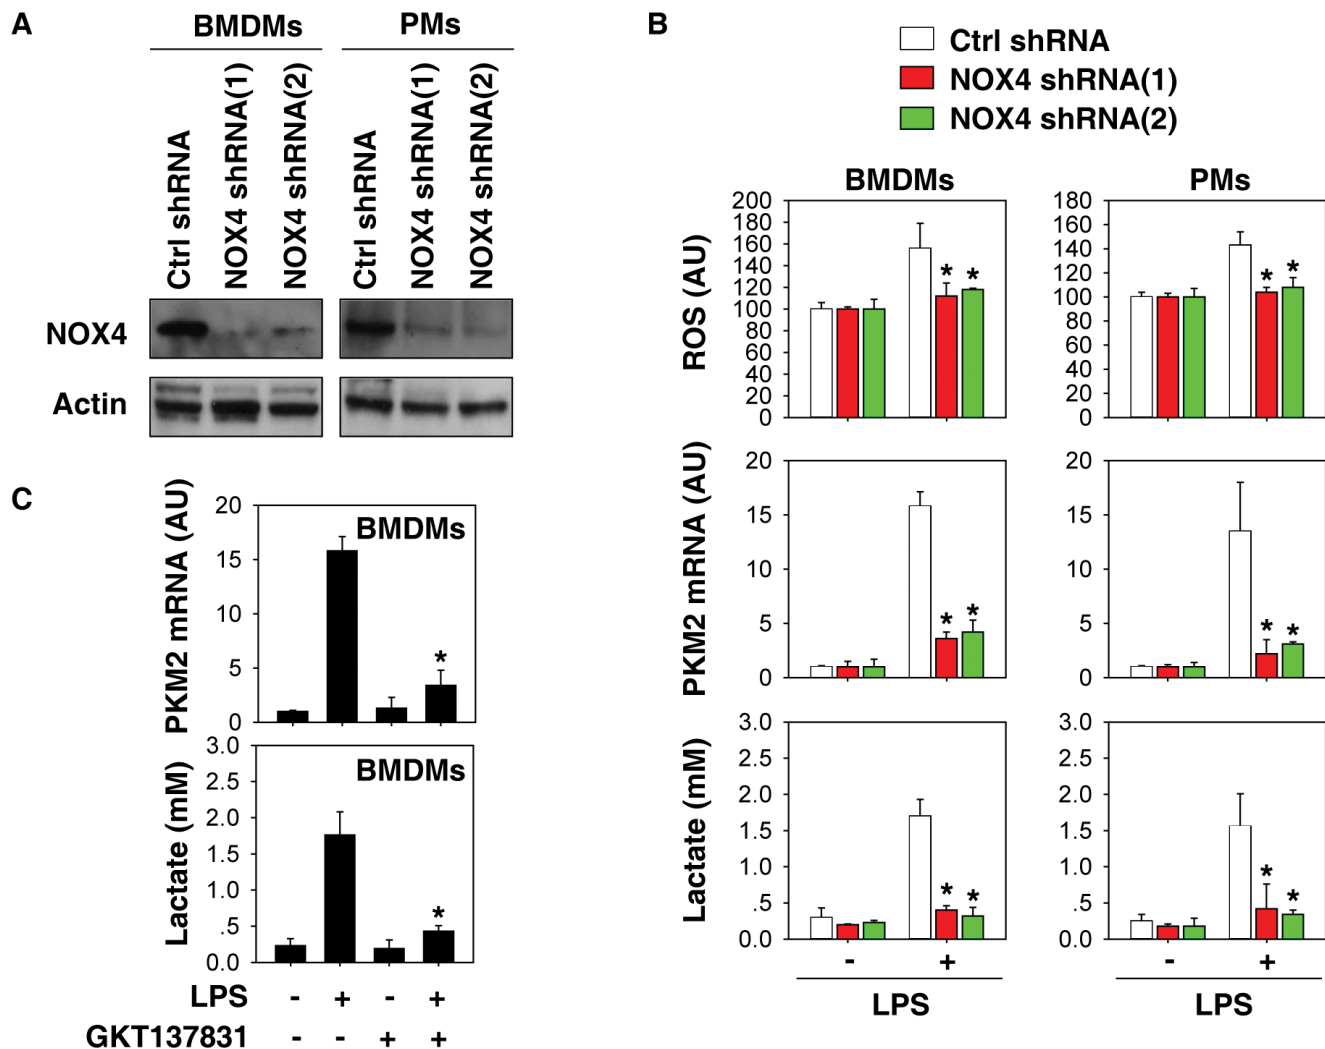 A
BMDMs
PMs
Ctrl shRNA
NOX4 shRNA(1)
NOX4 shRNA(2)
Ctrl shRNA
NOX4 shRNA(1)
NOX4 shRNA(2)
NOX4
Actin
B
Ctrl shRNA
NOX4 shRNA(1)
NOX4 shRNA(2)
BMDMs
ROS (AU)
200
180
160
140
120
100
80
60
40
20
0
* *
PMs
180
160
140
120
100
80
60
40
20
0
* *
PKM2 mRNA (AU)
20
15
10
5
0
* *
20
15
10
5
0
* *
Lactate (mM)
3.0
2.5
2.0
1.5
1.0
.5
0.0
* *
- +
LPS
3.0
2.5
2.0
1.5
1.0
.5
0.0
* *
- +
LPS
C
PKM2 mRNA (AU)
20
15
10
5
0
BMDMs
*
Lactate (mM)
3.0
2.5
2.0
1.5
1.0
.5
0.0
BMDMs
*
LPS - + - +
GKT137831 - - + +